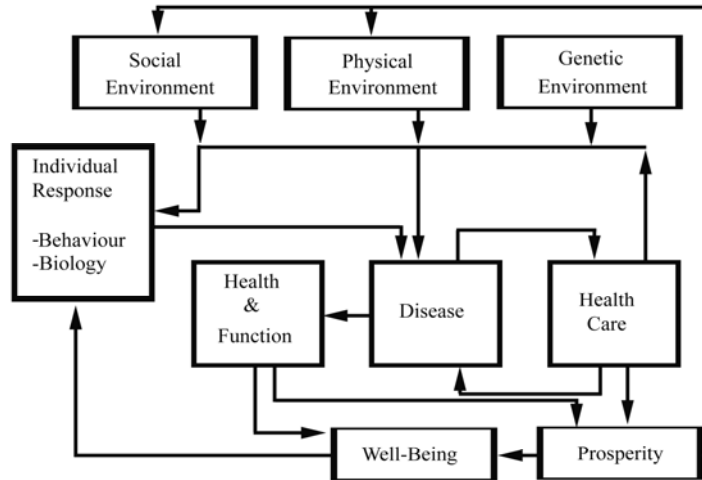 Social
Environment
Physical
Environment
Genetic
Environment
Individual
Response
-Behaviour
-Biology
Health
&
Function
Disease
Health
Care
Well-Being
Prosperity